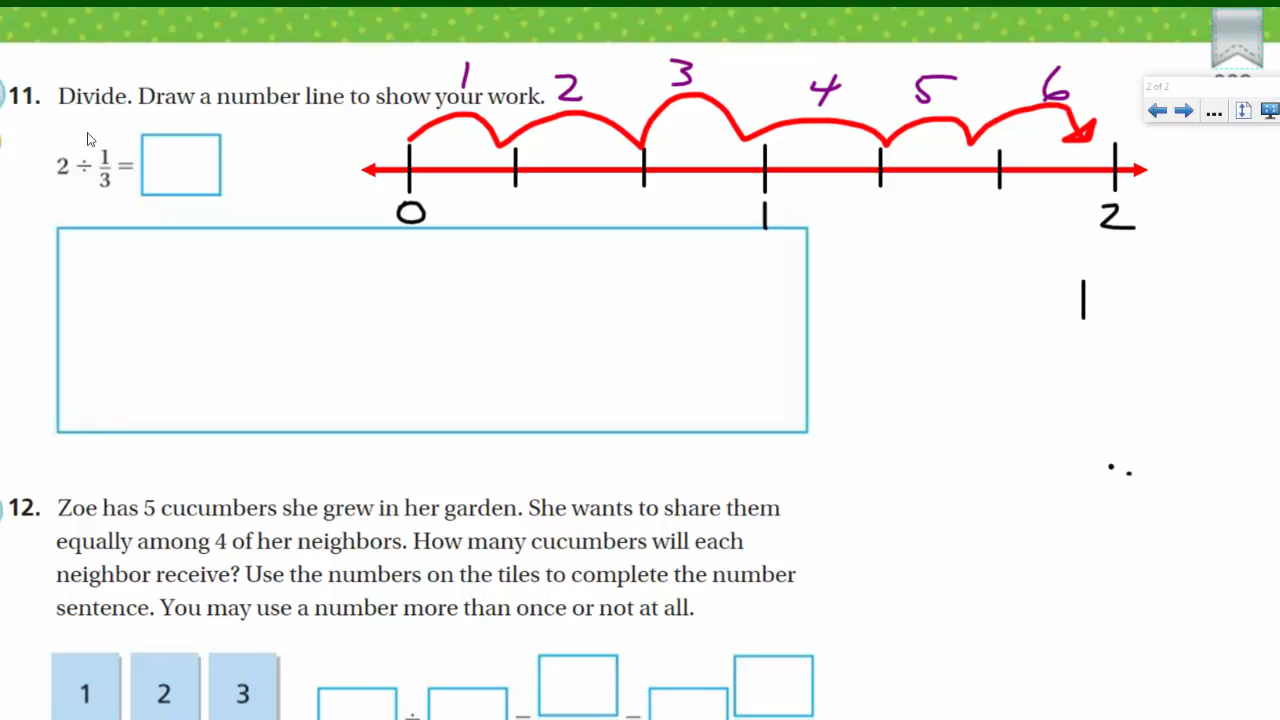 1 2 3 4 5 6
2 of 2
11. Divide. Draw a number line to show your work.
2 ÷ 1/3 =
0 1 2
12. Zoe has 5 cucumbers she grew in her garden. She wants to share them
equally among 4 of her neighbors. How many cucumbers will each
neighbor receive? Use the numbers on the tiles to complete the number
sentence. You may use a number more than once or not at all.
1 2 3 ÷ = =